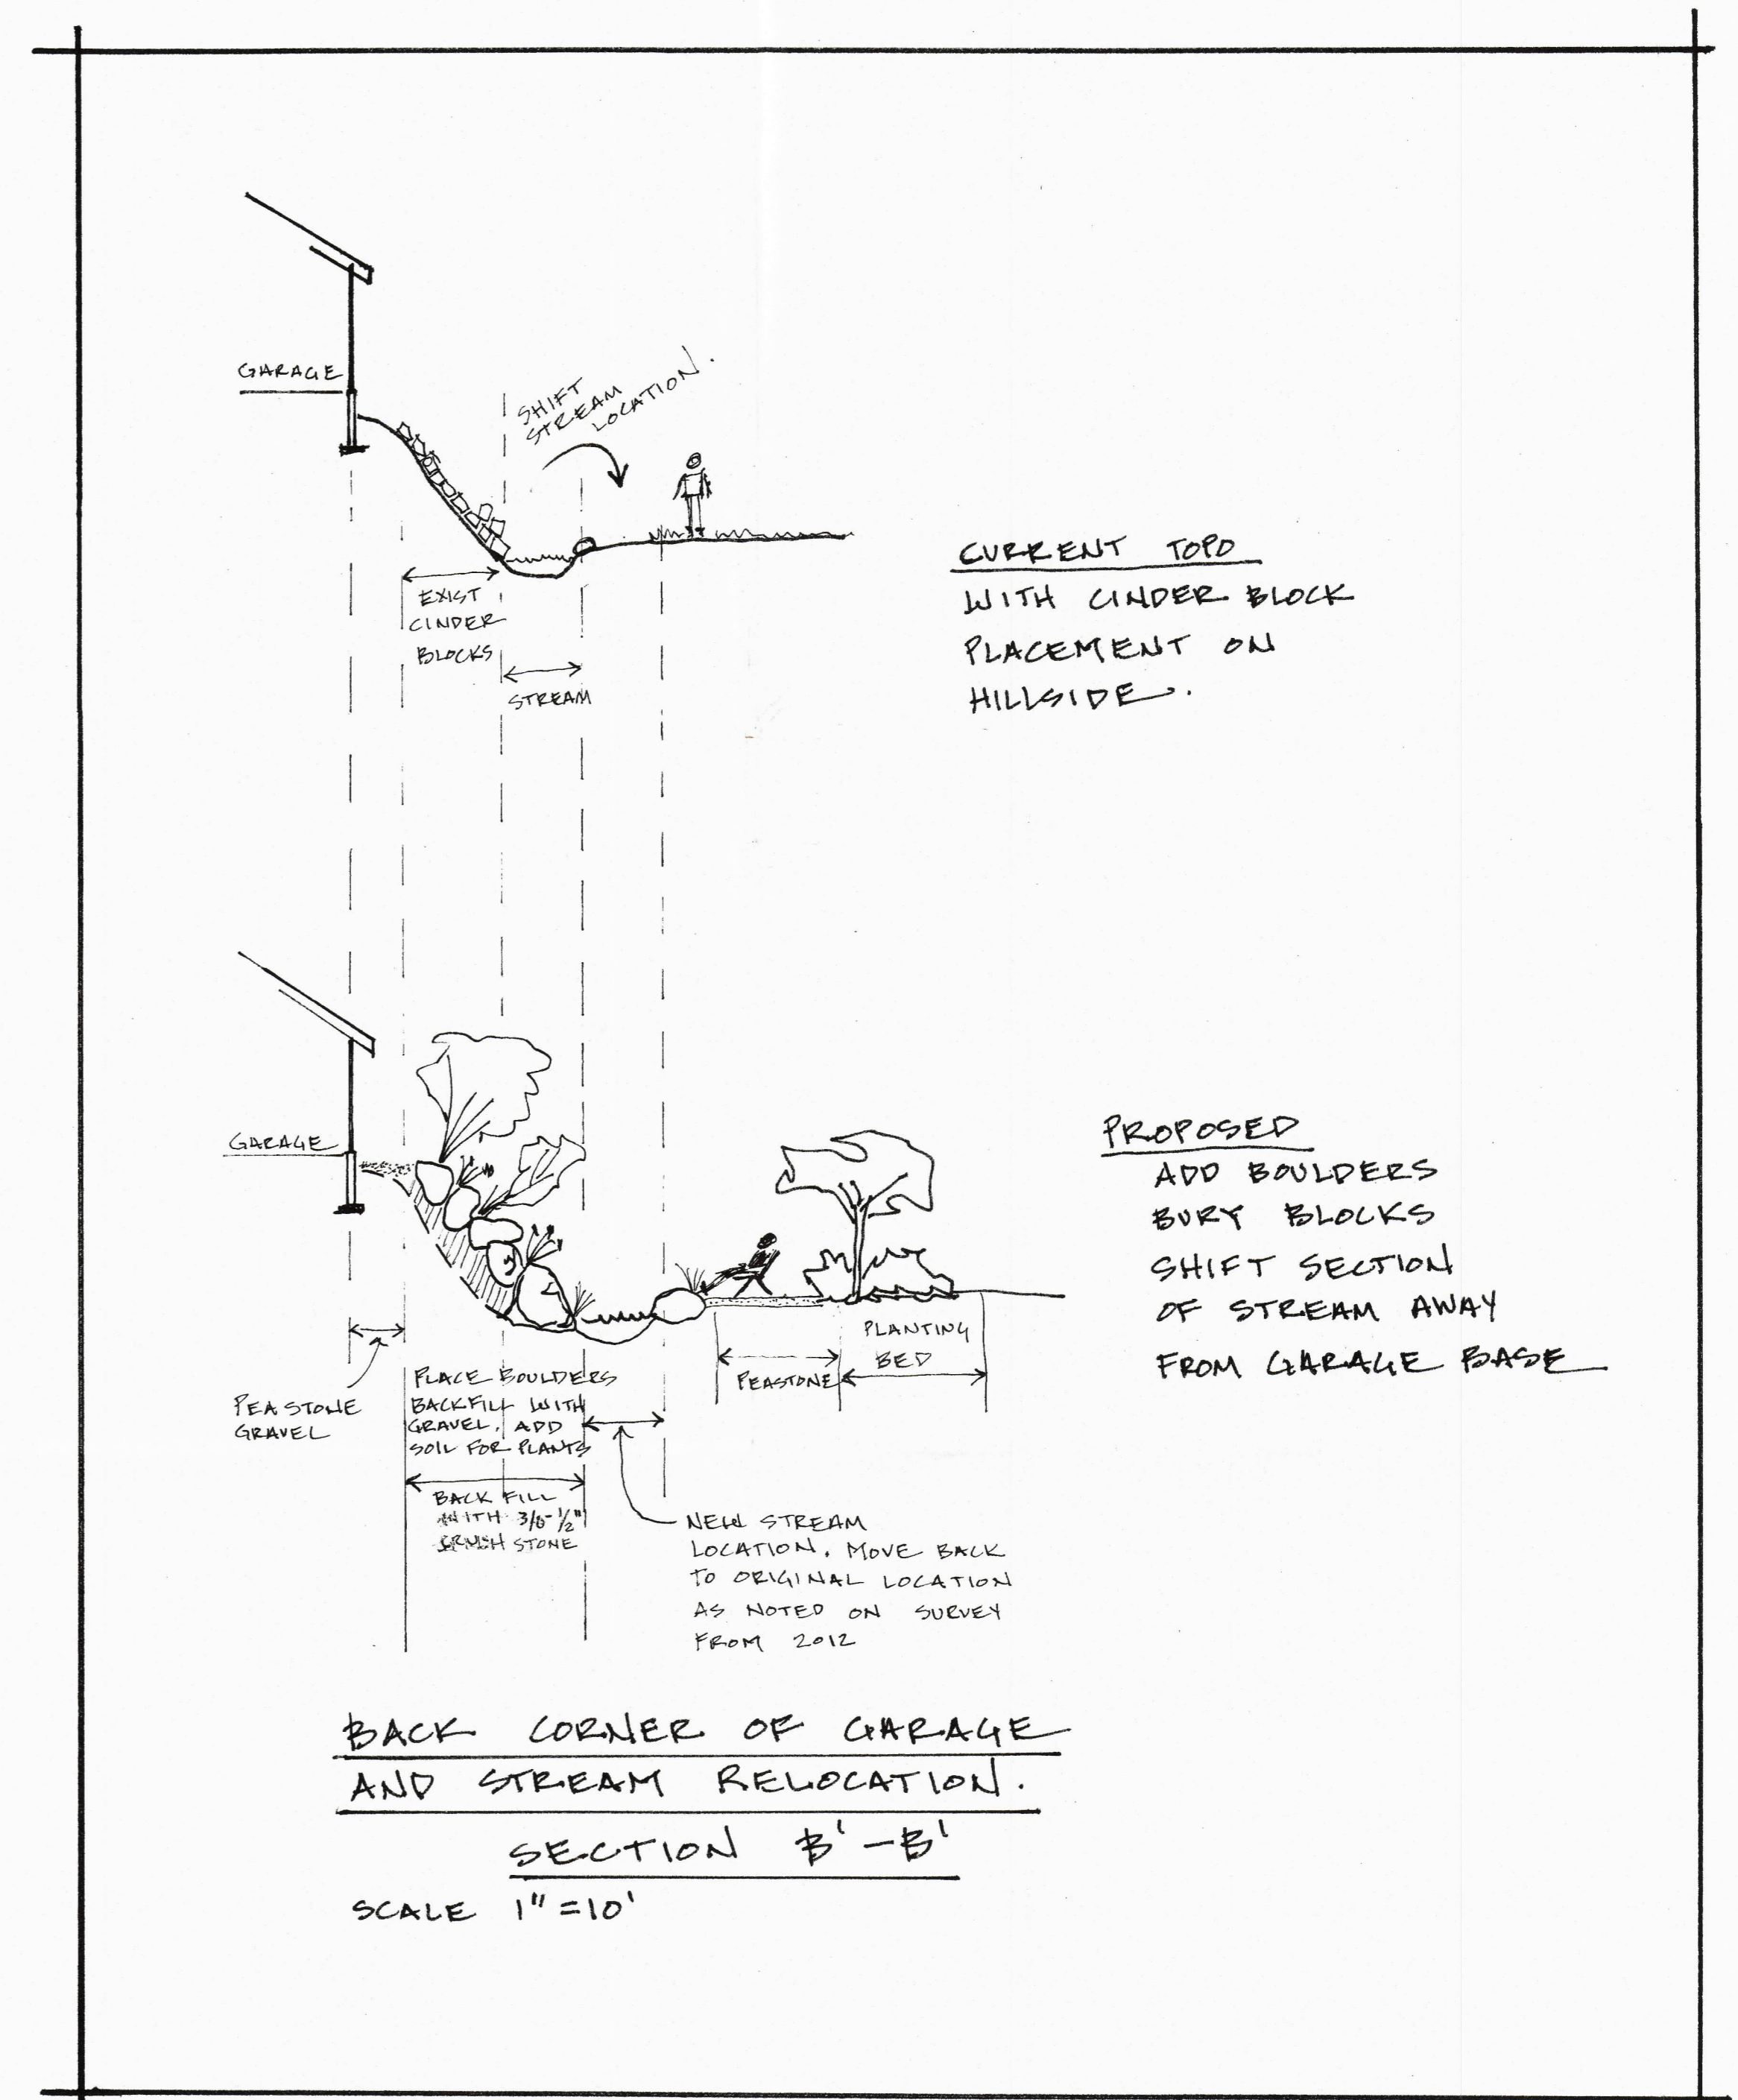 GARAGE
SHIFT
STREAM
LOCATION.
EXIST
CINDER
BLOCKS
STREAM
CURRENT TOPO
WITH CINDER BLOCK
PLACEMENT ON
HILLSIDE.
GARAGE
PROPOSED
ADD BOULDERS
BURY BLOCKS
SHIFT SECTION
OF STREAM AWAY
FROM GARAGE BASE
PLANTING
BED
PEASTONE
PEASTONE
GRAVEL
PLACE BOULDERS
BACKFILL WITH
GRAVEL, ADD
SOIL FOR PLANTS
BACK FILL
WITH 3/8-1/2"
CRUSH STONE
NEW STREAM
LOCATION. MOVE BACK
TO ORIGINAL LOCATION
AS NOTED ON SURVEY
FROM 2012
BACK CORNER OF GARAGE
AND STREAM RELOCATION.
SECTION B'-B'
SCALE 1"=10'